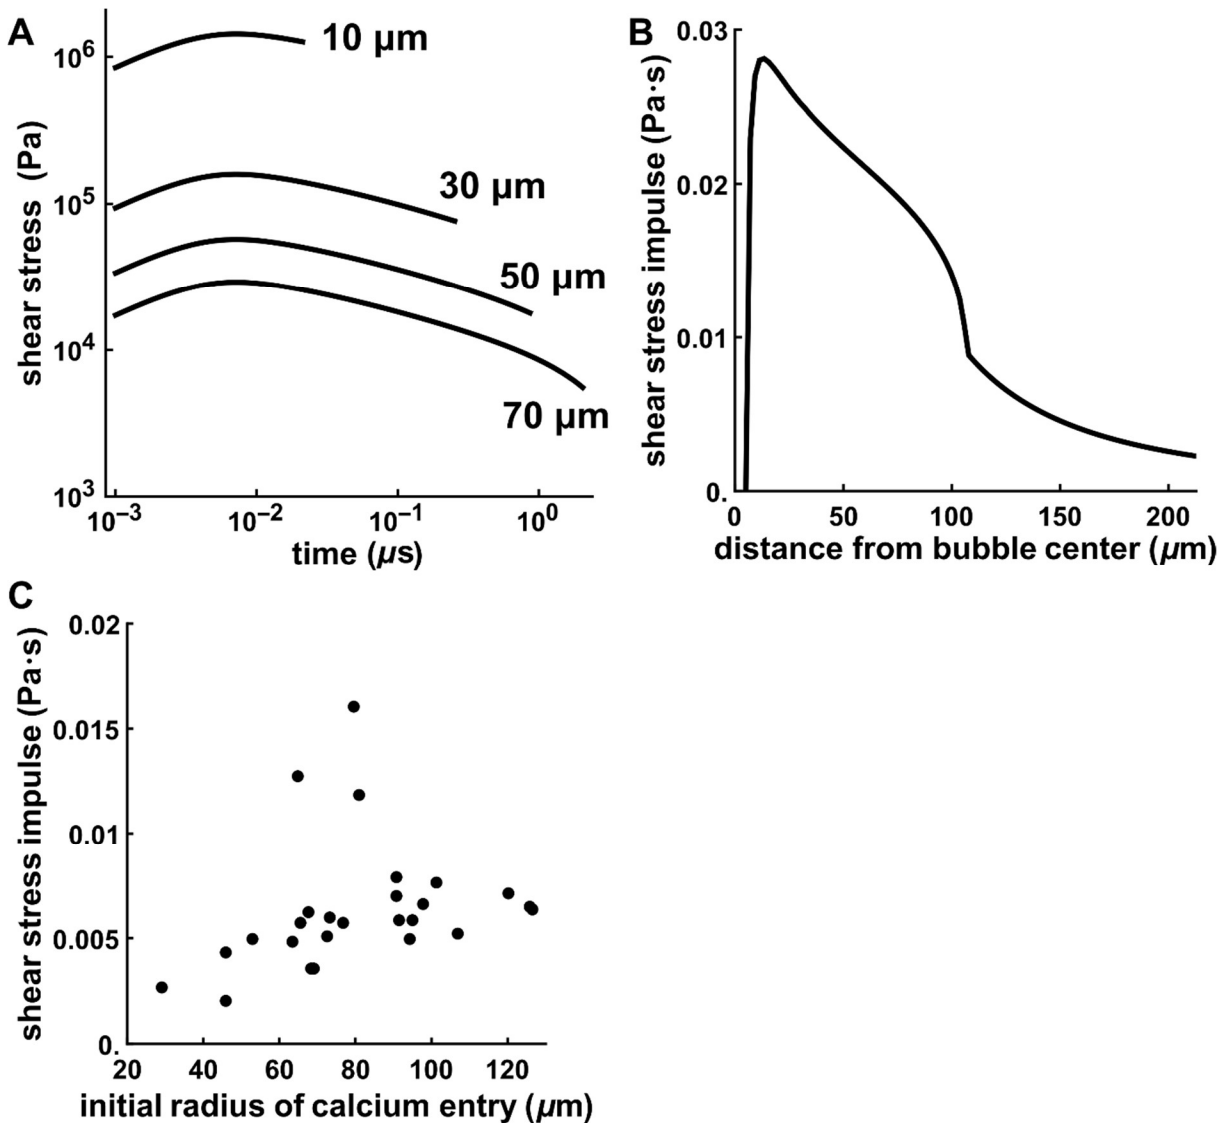 A
shear stress (Pa)
10⁶
10⁵
10⁴
10³
10 µm
30 µm
50 µm
70 µm
10⁻³ 10⁻² 10⁻¹ 10⁰
time (µs)
B
shear stress impulse (Pa·s)
0.03
0.02
0.01
0.
0 50 100 150 200
distance from bubble center (µm)
C
shear stress impulse (Pa·s)
0.02
0.015
0.01
0.005
0.
20 40 60 80 100 120
initial radius of calcium entry (µm)